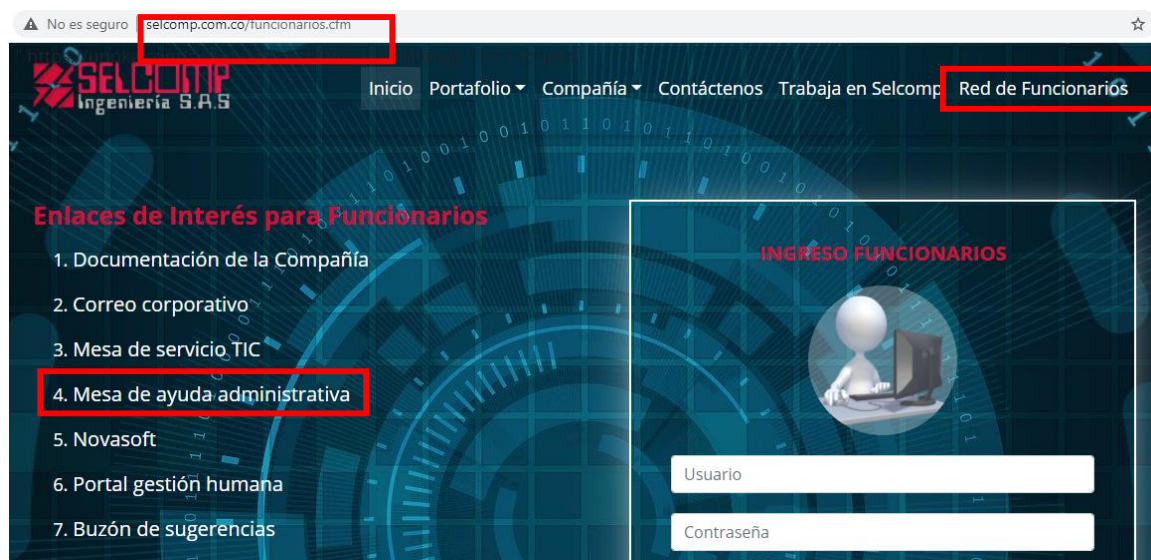 No es seguro selcomp.com.co/funcionarios.cfm
SELCOMP
Ingeniería S.A.S
Inicio Portafolio Compañía Contáctenos Trabaja en Selcomp Red de Funcionarios
Enlaces de Interés para Funcionarios
1. Documentación de la Compañía
2. Correo corporativo
3. Mesa de servicio TIC
4. Mesa de ayuda administrativa
5. Novasoft
6. Portal gestión humana
7. Buzón de sugerencias
INGRESO FUNCIONARIOS
Usuario
Contraseña